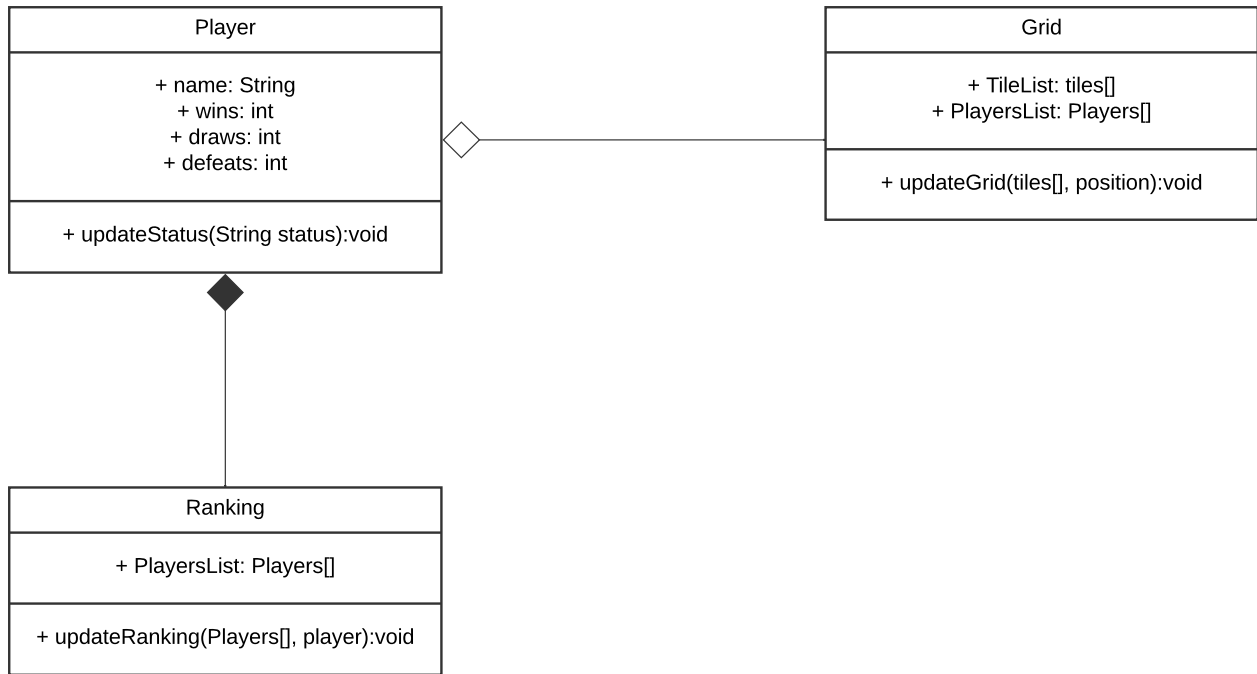 Player
+ name: String
+ wins: int
+ draws: int
+ defeats: int
+ updateStatus(String status):void
Grid
+ TileList: tiles[]
+ PlayersList: Players[]
+ updateGrid(tiles[], position):void
Ranking
+ PlayersList: Players[]
+ updateRanking(Players[], player):void